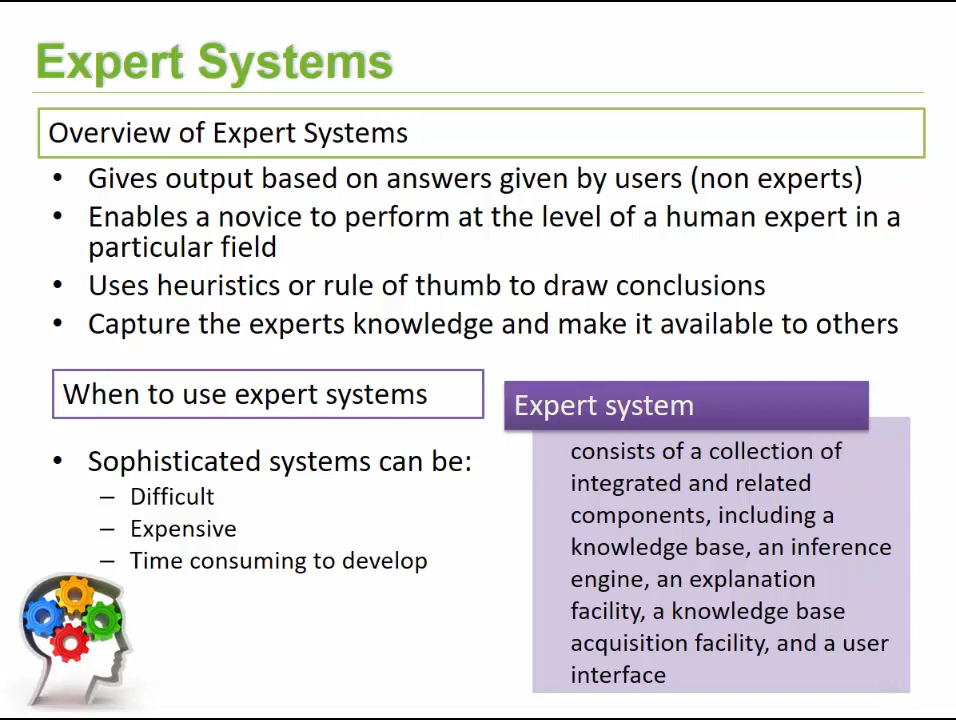 Expert Systems
Overview of Expert Systems
• Gives output based on answers given by users (non experts)
• Enables a novice to perform at the level of a human expert in a
particular field
• Uses heuristics or rule of thumb to draw conclusions
• Capture the experts knowledge and make it available to others
When to use expert systems
• Sophisticated systems can be:
– Difficult
– Expensive
– Time consuming to develop
Expert system
consists of a collection of
integrated and related
components, including a
knowledge base, an inference
engine, an explanation
facility, a knowledge base
acquisition facility, and a user
interface